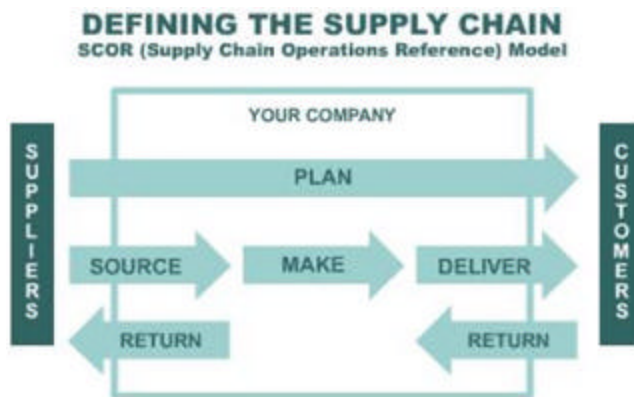 DEFINING THE SUPPLY CHAIN
SCOR (Supply Chain Operations Reference) Model
YOUR COMPANY
SUPPLIERS
PLAN
CUSTOMERS
SOURCE
MAKE
DELIVER
RETURN
RETURN